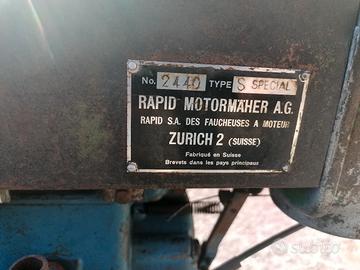 No. 2440 TYPE S SPECIAL
RAPID MOTORMÄHER A.G.
RAPID S.A. DES FAUCHEUSES A MOTEUR
ZURICH 2 (SUISSE)
Fabriqué en Suisse
Brevets dans les pays principaux
subito